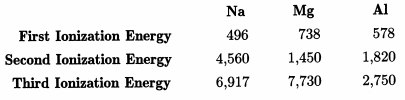 Na Mg Al
First Ionization Energy 496 738 578
Second Ionization Energy 4,560 1,450 1,820
Third Ionization Energy 6,917 7,730 2,750